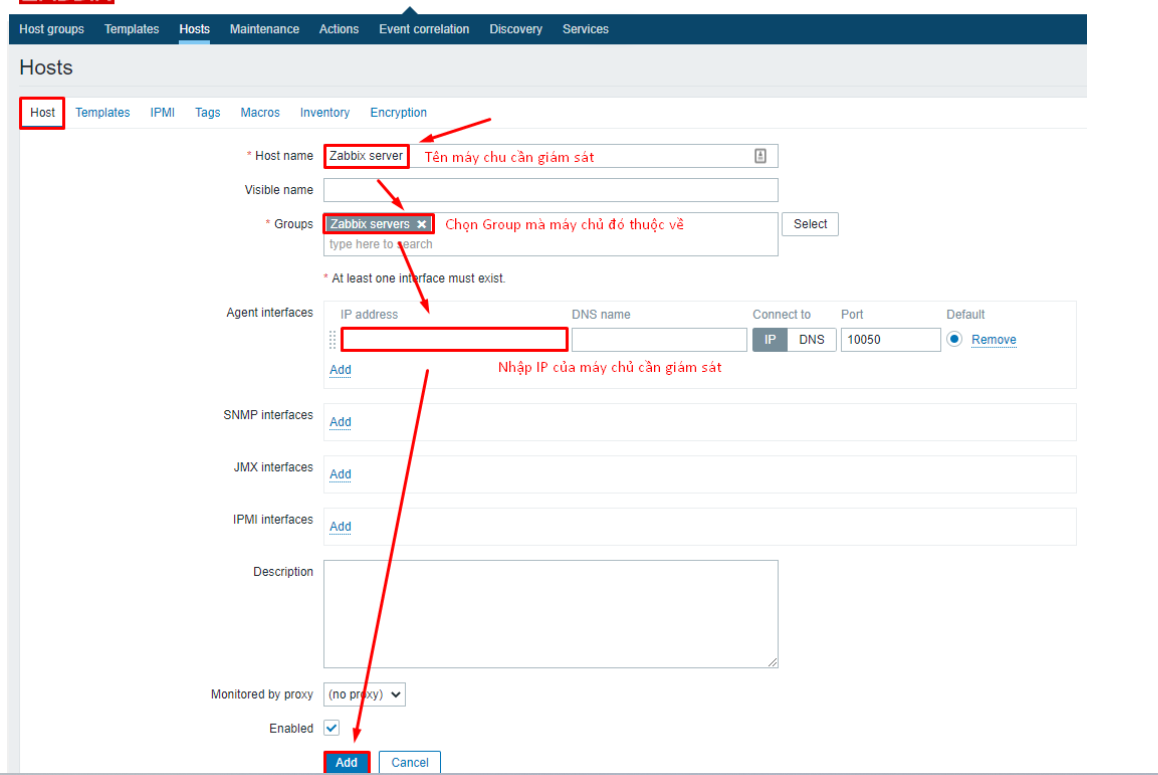 Host groups Templates Hosts Maintenance Actions Event correlation Discovery Services
Hosts
Host Templates IPMI Tags Macros Inventory Encryption
* Host name Zabbix server Tên máy chu cần giám sát
Visible name
* Groups Zabbix servers × Chọn Group mà máy chủ đó thuộc về Select
type here to search
* At least one interface must exist.
Agent interfaces IP address DNS name Connect to Port Default
IP DNS 10050 Remove
Add Nhập IP của máy chủ cần giám sát
SNMP interfaces Add
JMX interfaces Add
IPMI interfaces Add
Description
Monitored by proxy (no proxy)
Enabled
Add Cancel